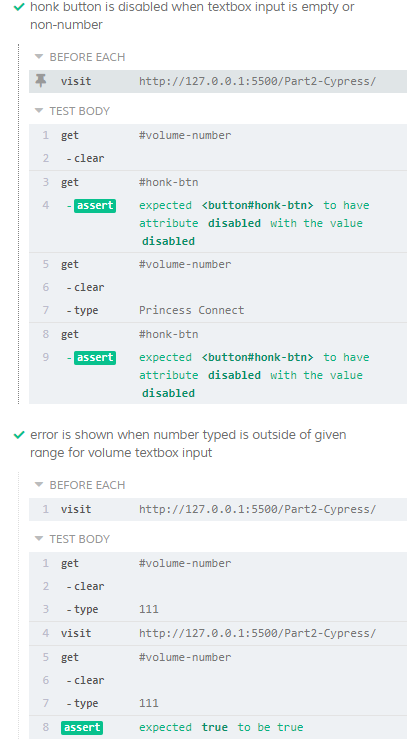 honk button is disabled when textbox input is empty or
non-number
BEFORE EACH
visit http://127.0.0.1:5500/Part2-Cypress/
TEST BODY
1 get #volume-number
2 -clear
3 get #honk-btn
4 -assert expected <button#honk-btn> to have
attribute disabled with the value
disabled
5 get #volume-number
6 -clear
7 -type Princess Connect
8 get #honk-btn
9 -assert expected <button#honk-btn> to have
attribute disabled with the value
disabled
error is shown when number typed is outside of given
range for volume textbox input
BEFORE EACH
1 visit http://127.0.0.1:5500/Part2-Cypress/
TEST BODY
1 get #volume-number
2 -clear
3 -type 111
4 visit http://127.0.0.1:5500/Part2-Cypress/
5 get #volume-number
6 -clear
7 -type 111
8 assert expected true to be true